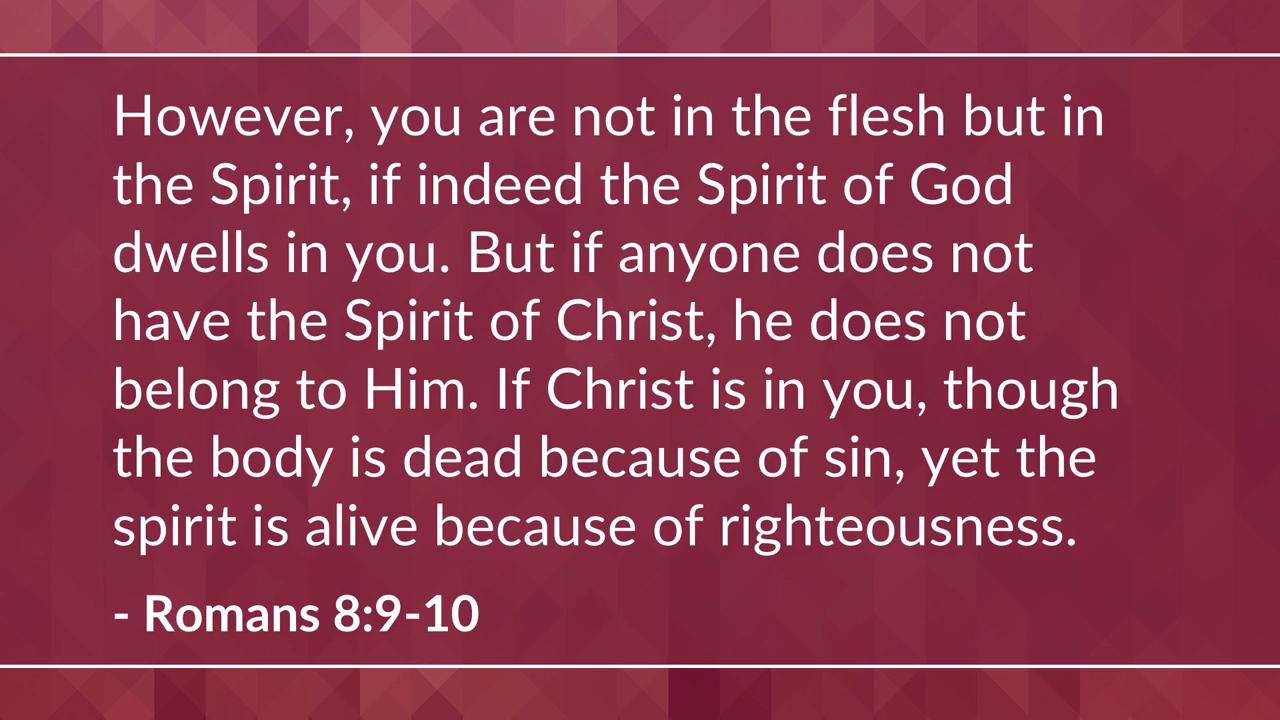 However, you are not in the flesh but in
the Spirit, if indeed the Spirit of God
dwells in you. But if anyone does not
have the Spirit of Christ, he does not
belong to Him. If Christ is in you, though
the body is dead because of sin, yet the
spirit is alive because of righteousness.
- Romans 8:9-10